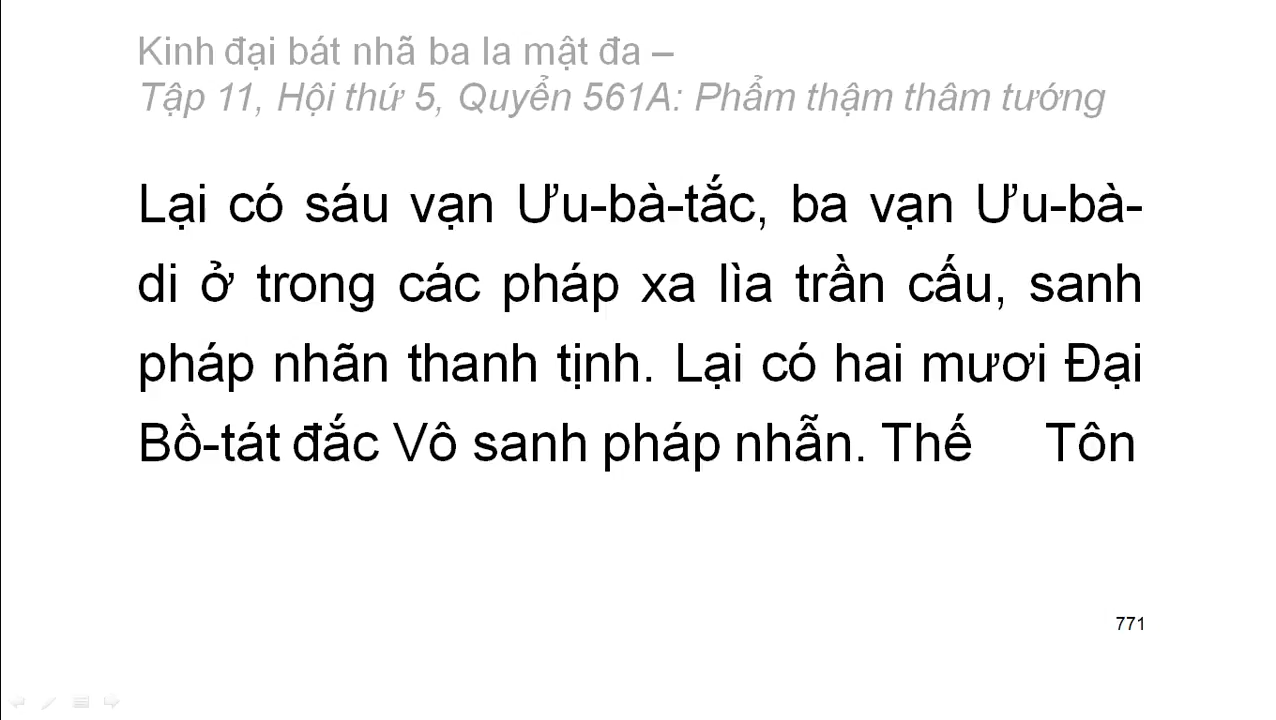 Kinh đại bát nhã ba la mật đa –
Tập 11, Hội thứ 5, Quyển 561A: Phẩm thậm thâm tướng
Lại có sáu vạn Ưu-bà-tắc, ba vạn Ưu-bà-
di ở trong các pháp xa lìa trần cấu, sanh
pháp nhãn thanh tịnh. Lại có hai mươi Đại
Bồ-tát đắc Vô sanh pháp nhẫn. Thế Tôn
771